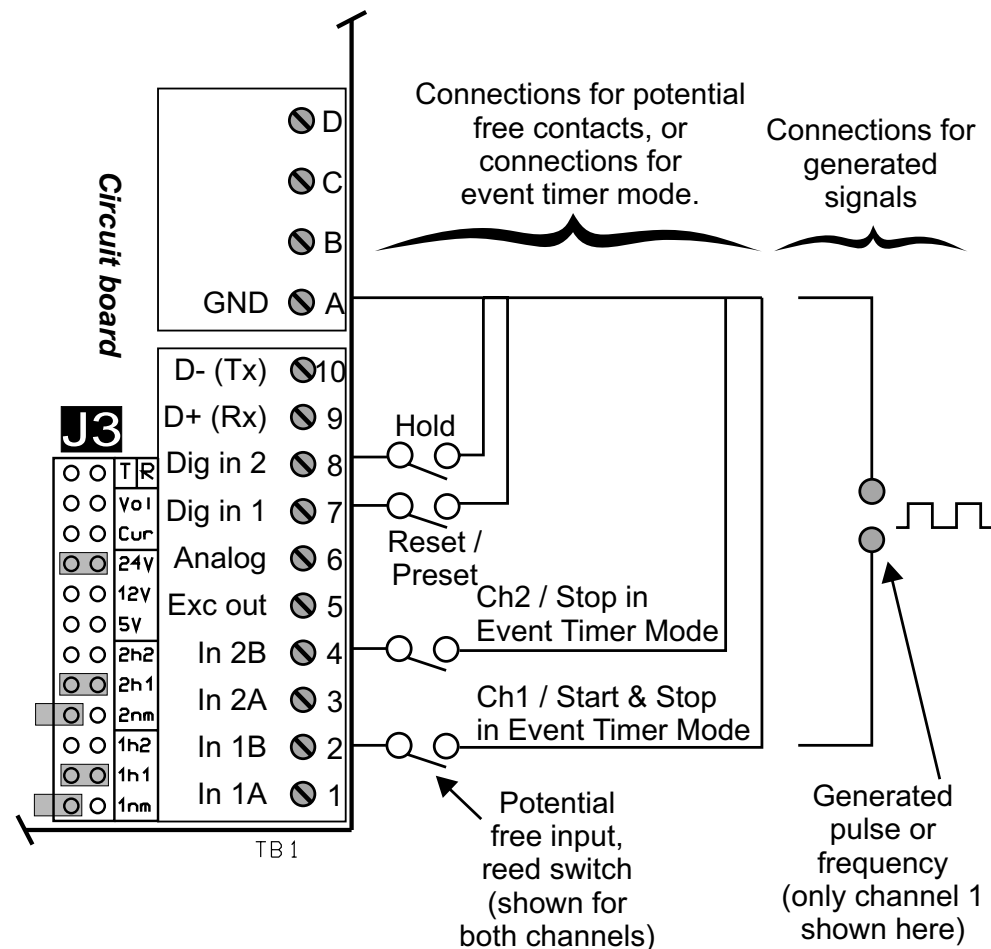 Connections for potential
free contacts, or
connections for
event timer mode.
Connections for
generated
signals
Circuit board
D
C
B
GND A
D- (Tx) 10
D+ (Rx) 9
Dig in 2 8
Dig in 1 7
Analog 6
Exc out 5
In 2B 4
In 2A 3
In 1B 2
In 1A 1
J3
T R
Vol
Cur
24V
12V
5V
2h2
2h1
2nm
1h2
1h1
1nm
TB1
Hold
Reset /
Preset
Ch2 / Stop in
Event Timer Mode
Ch1 / Start & Stop
in Event Timer Mode
Potential
free input,
reed switch
(shown for
both channels)
Generated
pulse or
frequency
(only channel 1
shown here)